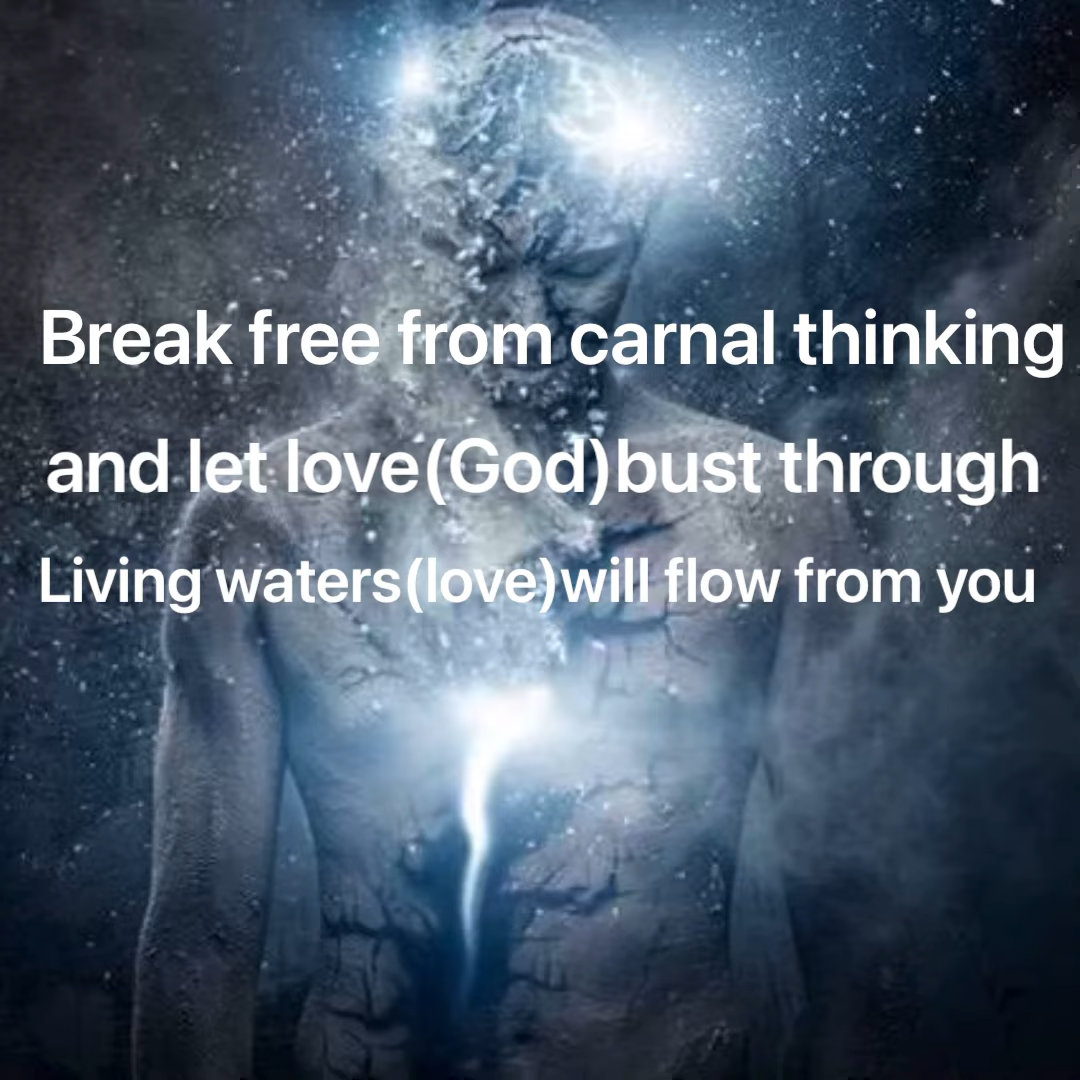 Break free from carnal thinking
and let love(God)bust through
Living waters(love)will flow from you